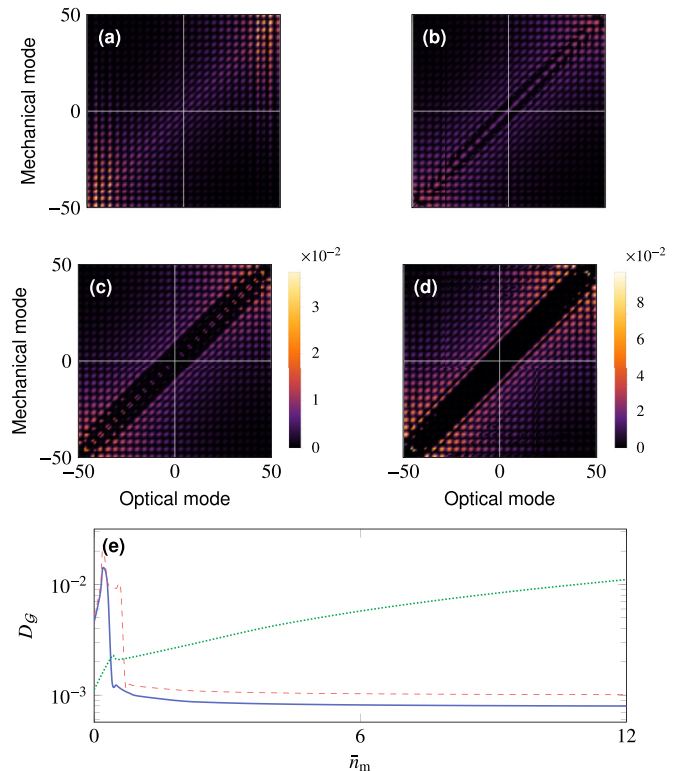 50 (a) (b)
Mechanical mode
0
−50
50 (c) ×10−2 (d) ×10−2
Mechanical mode
3
8
6
2
0
4
1
2
−50 0 0
−50 0 50 −50 0 50
Optical mode Optical mode
(e)
10−2
D𝒢
10−3
0 6 12
n̄m